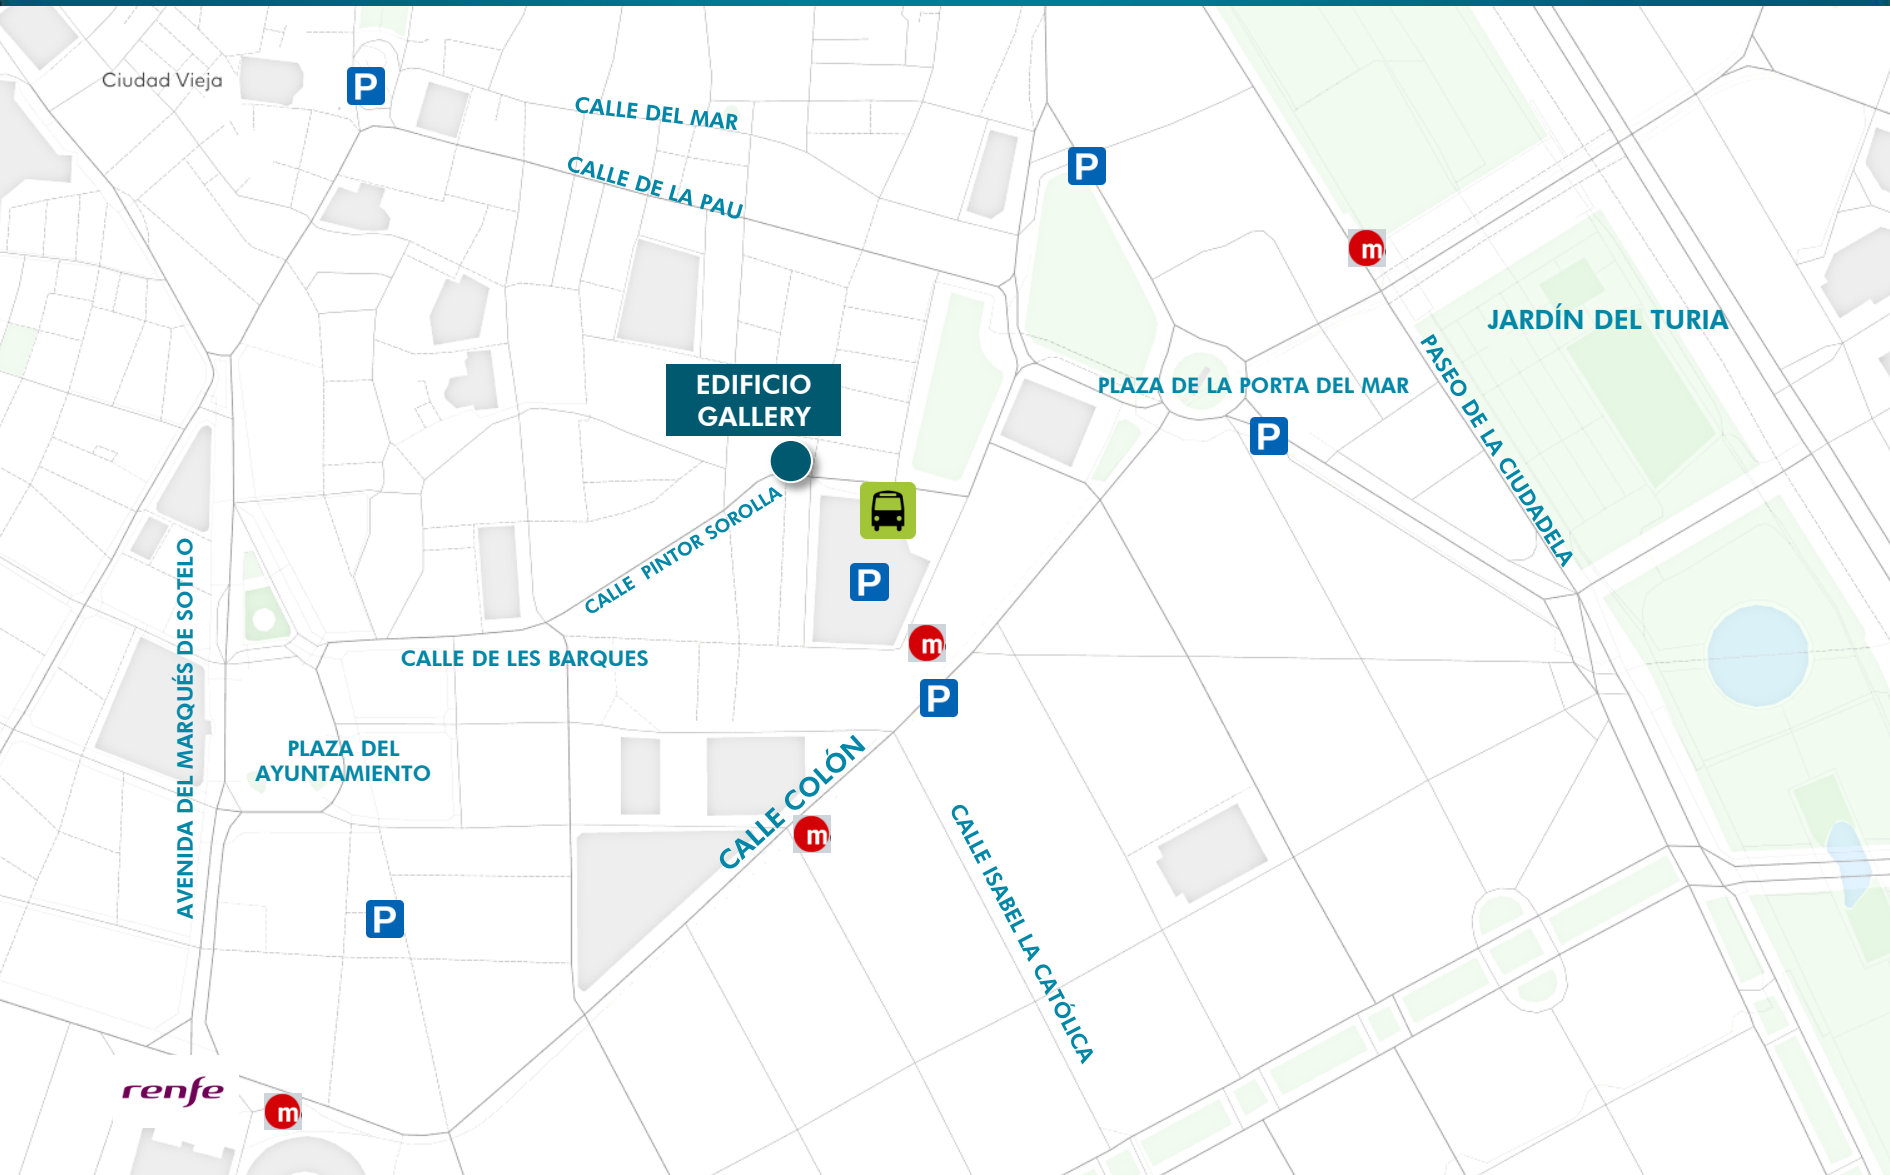 Ciudad Vieja
P
CALLE DEL MAR
P
CALLE DE LA PAU
m
JARDÍN DEL TURIA
EDIFICIO
GALLERY
PLAZA DE LA PORTA DEL MAR
PASEO DE LA CIUDADELA
P
CALLE PINTOR SOROLLA
P
AVENIDA DEL MARQUÉS DE SOTELO
CALLE DE LES BARQUES
m
P
PLAZA DEL
AYUNTAMIENTO
CALLE COLÓN
m
CALLE ISABEL LA CATÓLICA
P
renfe
m